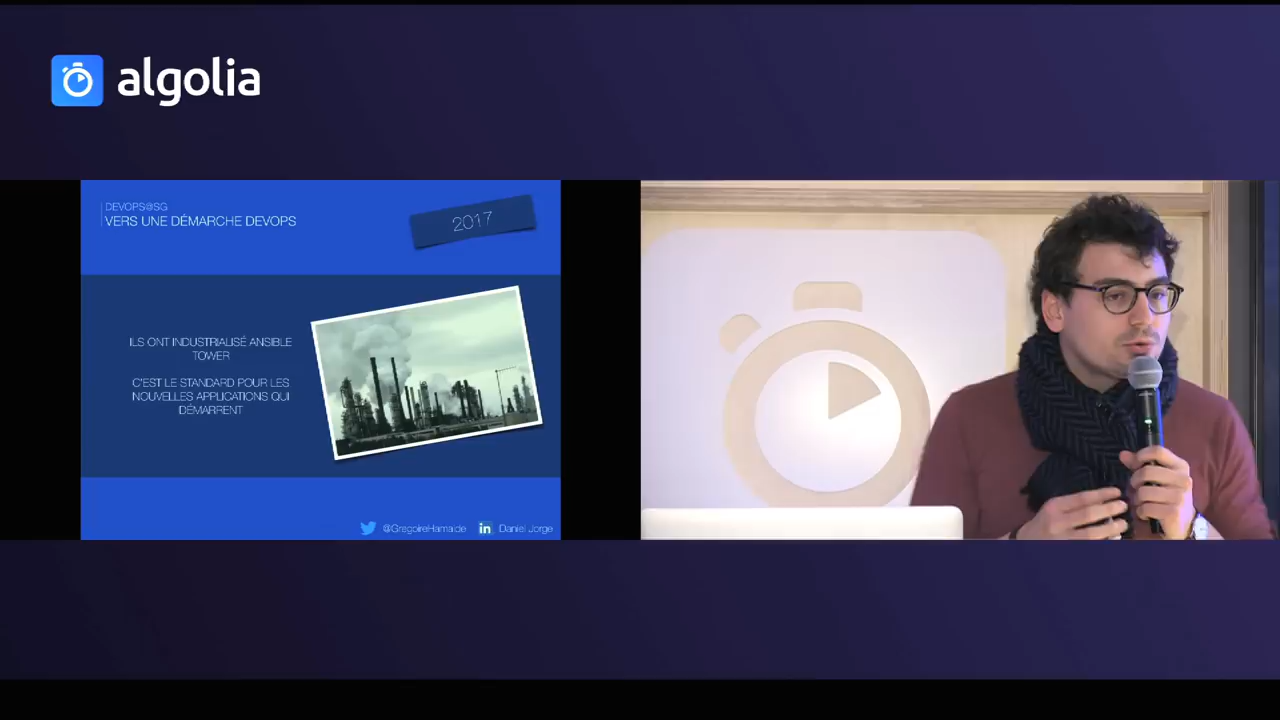 algolia
DEVOPS@SG
VERS UNE DÉMARCHE DEVOPS
2017
ILS ONT INDUSTRIALISÉ ANSIBLE
TOWER
C'EST LE STANDARD POUR LES
NOUVELLES APPLICATIONS QUI
DÉMARRENT
@GregoireHamaide
in
Daniel Jorge